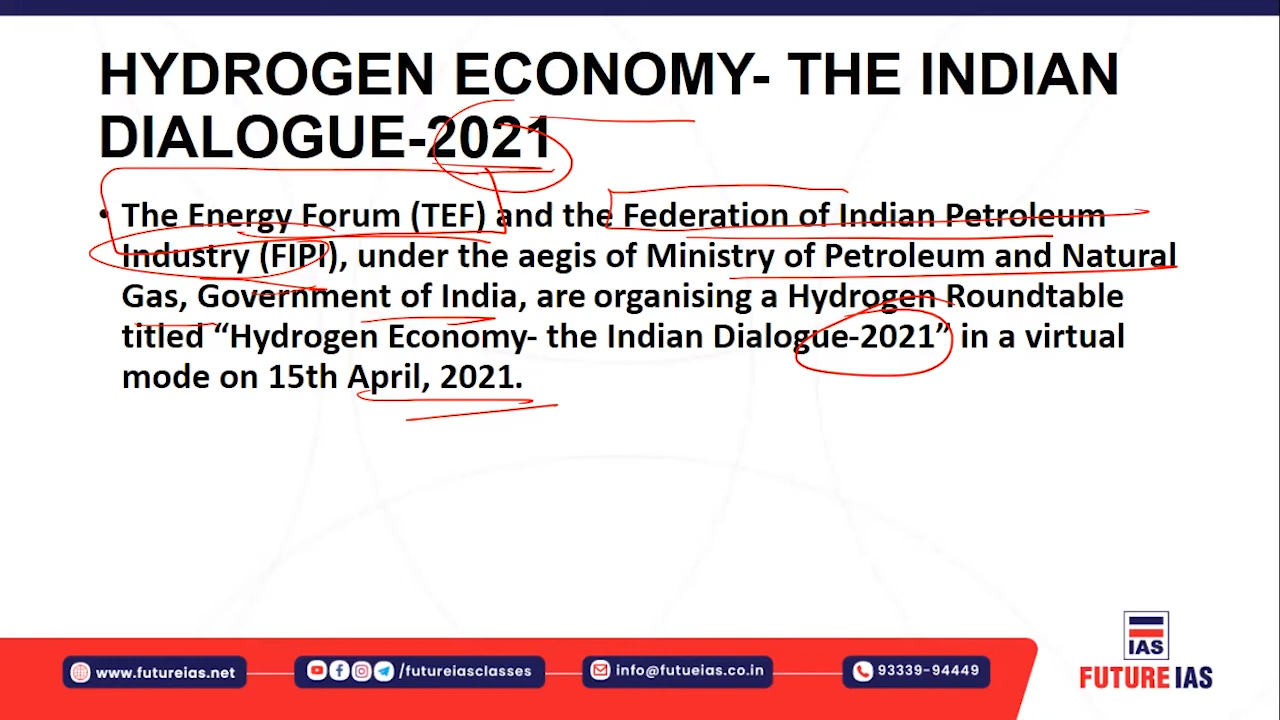 HYDROGEN ECONOMY- THE INDIAN
DIALOGUE-2021
• The Energy Forum (TEF) and the Federation of Indian Petroleum
Industry (FIPI), under the aegis of Ministry of Petroleum and Natural
Gas, Government of India, are organising a Hydrogen Roundtable
titled “Hydrogen Economy- the Indian Dialogue-2021” in a virtual
mode on 15th April, 2021.
IAS
www.futureias.net
/futureiasclasses
info@futueias.co.in
93339-94449
FUTURE IAS